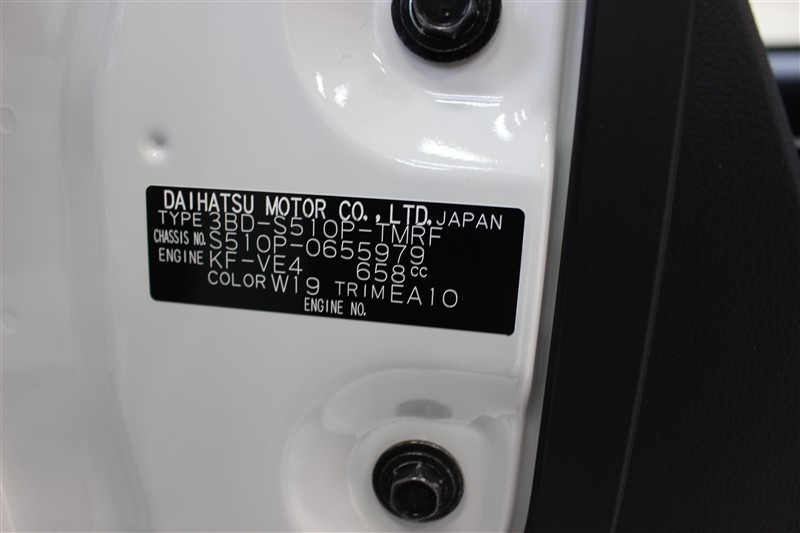 DAIHATSU MOTOR CO.,LTD. JAPAN
TYPE 3BD-S510P-TMRF
CHASSIS NO. S510P-0655979
ENGINE KF-VE4 658cc
COLOR W19 TRIM EA10
ENGINE NO.